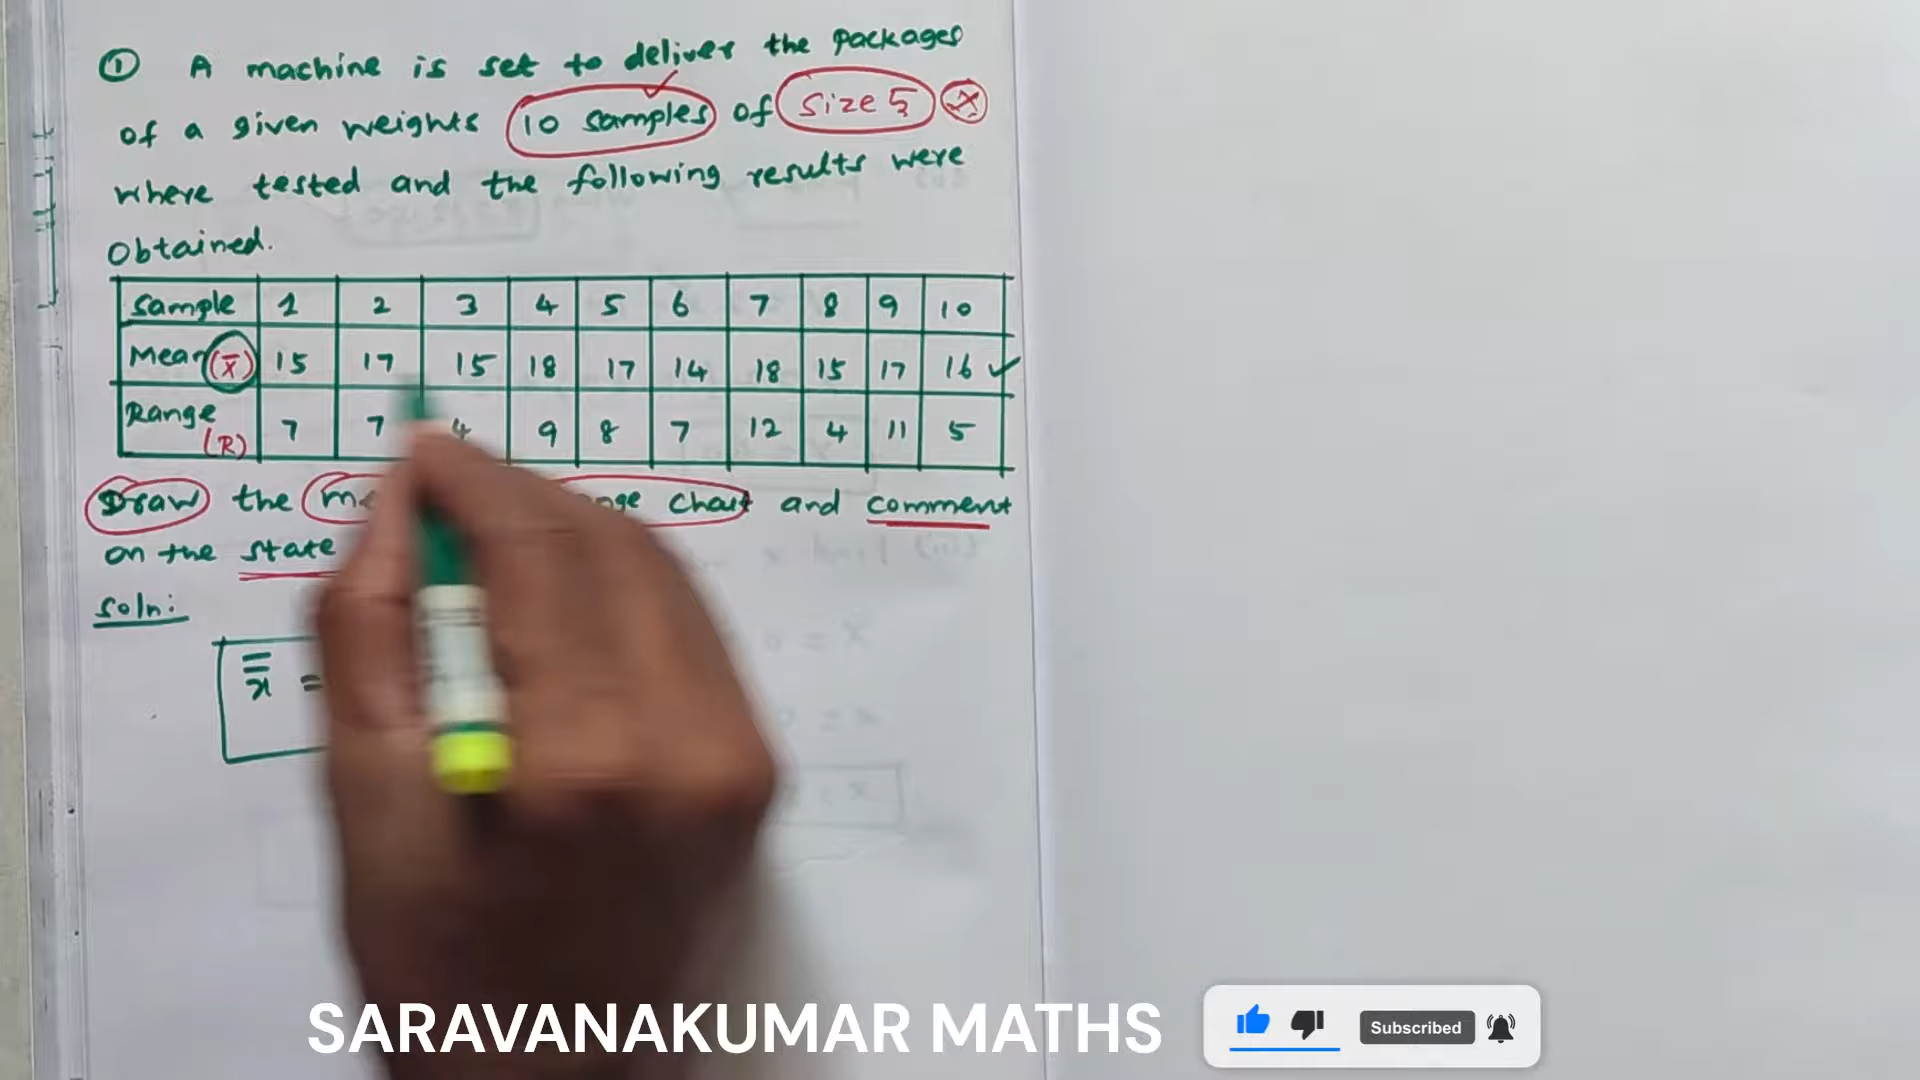 ① A machine is set to deliver the packages
of a given weights 10 samples of size 5
where tested and the following results were
obtained.
Sample 1 2 3 4 5 6 7 8 9 10
Mean (x̄) 15 17 15 18 17 14 18 15 17 16 ✓
Range (R) 7 7 4 9 8 7 12 4 11 5
Draw the chart and comment
on the state
Soln:
x̿ =
SARAVANAKUMAR MATHS
Subscribed